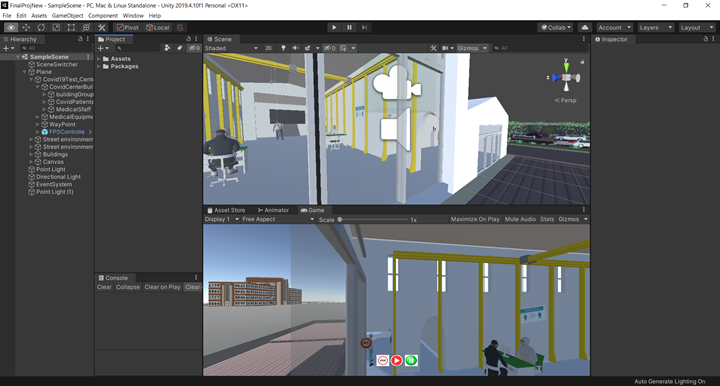 FinalProjNew - SampleScene - PC, Mac & Linux Standalone - Unity 2019.4.10f1 Personal <DX11>
File Edit Assets GameObject Component Window Help
Pivot Local Collab Account Layers Layout
Hierarchy Project Scene Inspector
All Shaded 2D 0 Gizmos All
SampleScene
SceneSwitcher
Plane
Covid19Test_Cent
CovidCenterBuil
buildingGroup
CovidPatients
MedicalStaff
MedicalEquipme
WayPoint
FPSControlle
Street environmen
Street environmen
Buildings
Canvas
Point Light
Directional Light
EventSystem
Point Light (1)
Assets
Packages
Persp
Asset Store Animator Game
Display 1 Free Aspect Scale 1x Maximize On Play Mute Audio Stats Gizmos
Console
Clear Collapse Clear on Play Clear
Auto Generate Lighting On